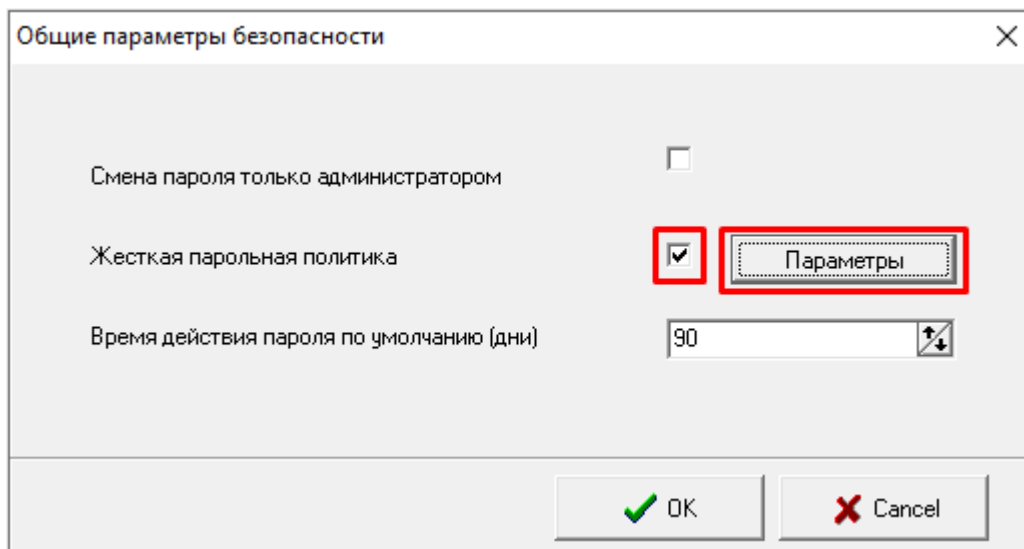 Общие параметры безопасности
Смена пароля только администратором
Жесткая парольная политика
Параметры
Время действия пароля по умолчанию (дни)
90
OK
Cancel